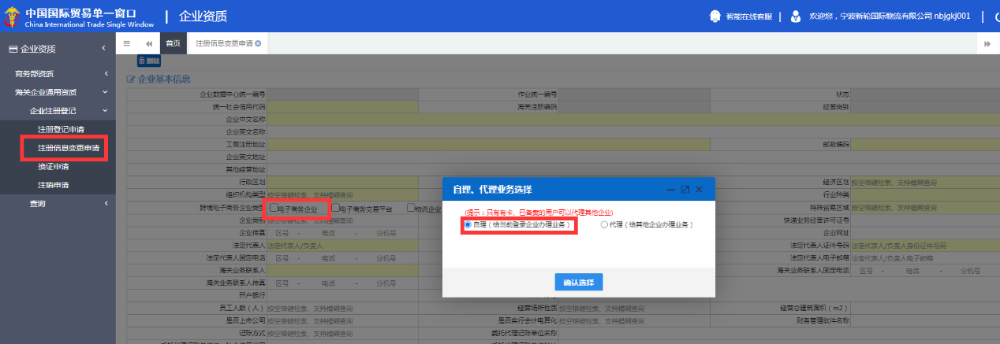 中国国际贸易单一窗口 | 企业资质
China International Trade Single Window
智能在线客服 | 欢迎您，宁波新轮国际物流有限公司 nbjgkj001
企业资质
商务部资质
海关企业通用资质
企业注册登记
注册登记申请
注册信息变更申请
换证申请
注销申请
查询
首页 注册信息变更申请
删除
企业基本信息
企业数据中心统一编号 作业统一编号 状态
统一社会信用代码 海关注册编码 经营类别
企业中文名称
企业英文名称
工商注册地址 邮政编码
企业英文地址
其他经营地址
行政区划 经济区划 按空格键检索、支持模糊查询
组织机构类型 按空格键检索、支持模糊查询 行业种类
跨境电子商务企业类型 电子商务企业 电子商务交易平台 物流企业 特殊贸易区域 按空格键检索、支持模糊查询
企业类别 按空格键检索、支持模糊查询 快递业务经营许可证号
企业传真 区号 - 电话 - 分机号 企业网址
法定代表人 法定代表人/负责人 法定代表人证件号码 法定代表人/负责人身份证件号码
法定代表人固定电话 区号 - 电话 - 分机号 法定代表人电子邮箱 法定代表人/负责人电子邮箱
海关业务联系人 海关业务联系人固定电话 区号 - 电话 - 分机号
海关业务联系人传真 区号 - 电话 - 分机号
开户银行
员工人数（人） 按空格键检索、支持模糊查询 经营场所性质 按空格键检索、支持模糊查询 经营总建筑面积（m2）
是否上市公司 按空格键检索、支持模糊查询 是否实行会计电算化 按空格键检索、支持模糊查询 财务管理软件名称
记账方式 按空格键检索、支持模糊查询 委托代理记账单位名称
自理、代理业务选择
(提示：只有有卡、已备案的用户可以代理其他企业)
自理（给当前登录企业办理业务） 代理（给其他企业办理业务）
确认选择